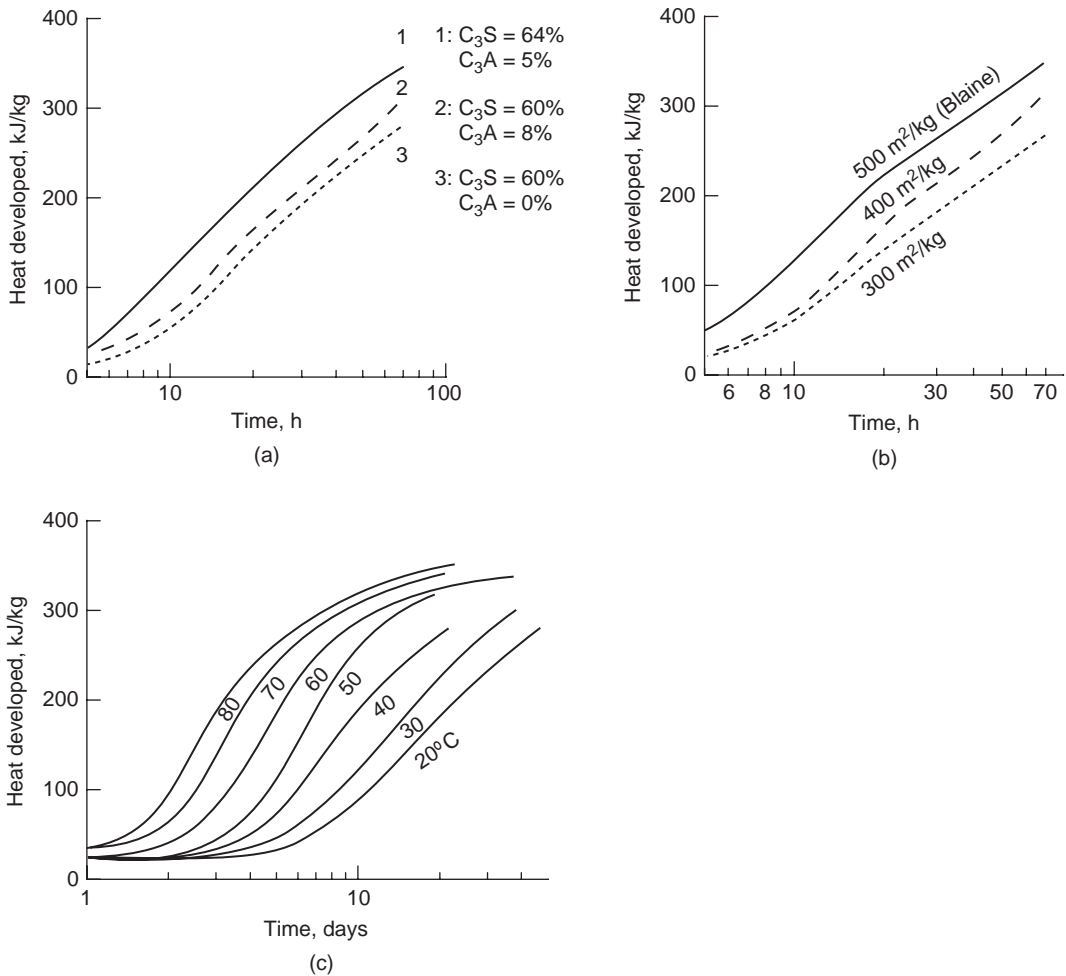 Heat developed, kJ/kg
400
300
200
100
0
10
100
Time, h
(a)
1
2
3
1: C₃S = 64%
C₃A = 5%
2: C₃S = 60%
C₃A = 8%
3: C₃S = 60%
C₃A = 0%
Heat developed, kJ/kg
400
300
200
100
0
6
8
10
30
50
70
Time, h
(b)
500 m²/kg (Blaine)
400 m²/kg
300 m²/kg
Heat developed, kJ/kg
400
300
200
100
0
1
10
Time, days
(c)
80
70
60
50
40
30
20°C